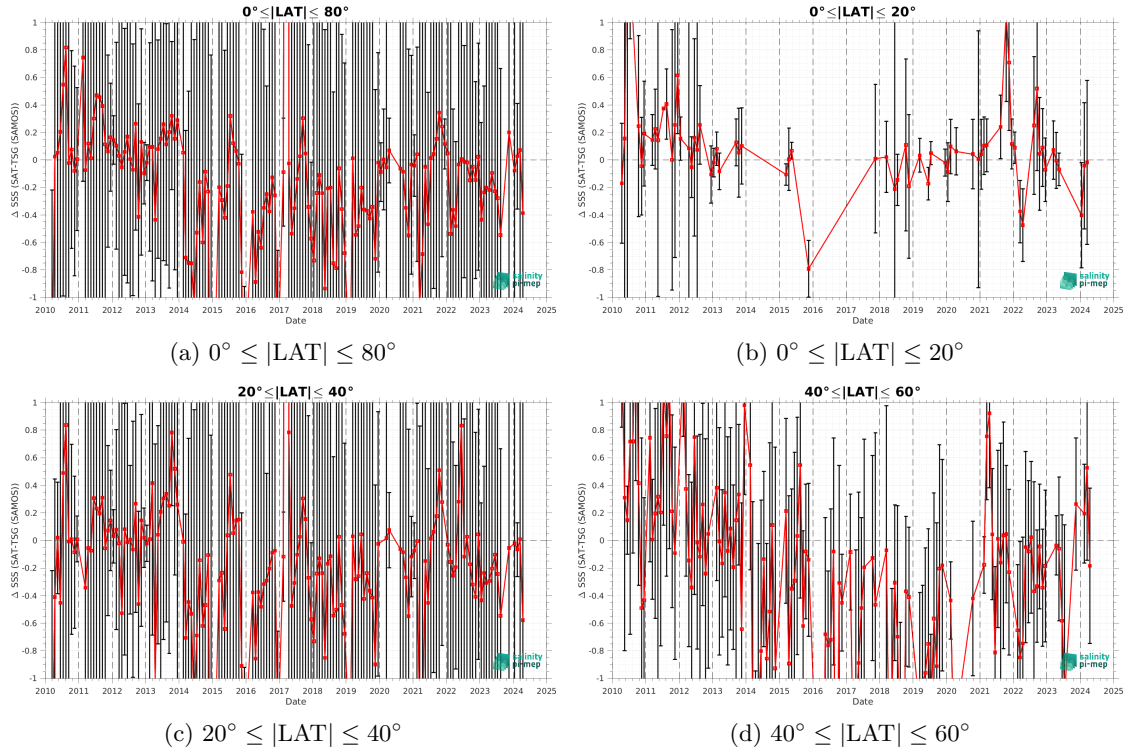 0°≤|LAT|≤ 80°
Δ SSS (SAT-TSG (SAMOS))
1
0.8
0.6
0.4
0.2
0
-0.2
-0.4
-0.6
-0.8
-1
2010 2011 2012 2013 2014 2015 2016 2017 2018 2019 2020 2021 2022 2023 2024 2025
Date
salinity
pi-mep
(a) 0° ≤ |LAT| ≤ 80°
0°≤|LAT|≤ 20°
Δ SSS (SAT-TSG (SAMOS))
1
0.8
0.6
0.4
0.2
0
-0.2
-0.4
-0.6
-0.8
-1
2010 2011 2012 2013 2014 2015 2016 2017 2018 2019 2020 2021 2022 2023 2024 2025
Date
salinity
pi-mep
(b) 0° ≤ |LAT| ≤ 20°
20°≤|LAT|≤ 40°
Δ SSS (SAT-TSG (SAMOS))
1
0.8
0.6
0.4
0.2
0
-0.2
-0.4
-0.6
-0.8
-1
2010 2011 2012 2013 2014 2015 2016 2017 2018 2019 2020 2021 2022 2023 2024 2025
Date
salinity
pi-mep
(c) 20° ≤ |LAT| ≤ 40°
40°≤|LAT|≤ 60°
Δ SSS (SAT-TSG (SAMOS))
1
0.8
0.6
0.4
0.2
0
-0.2
-0.4
-0.6
-0.8
-1
2010 2011 2012 2013 2014 2015 2016 2017 2018 2019 2020 2021 2022 2023 2024 2025
Date
salinity
pi-mep
(d) 40° ≤ |LAT| ≤ 60°